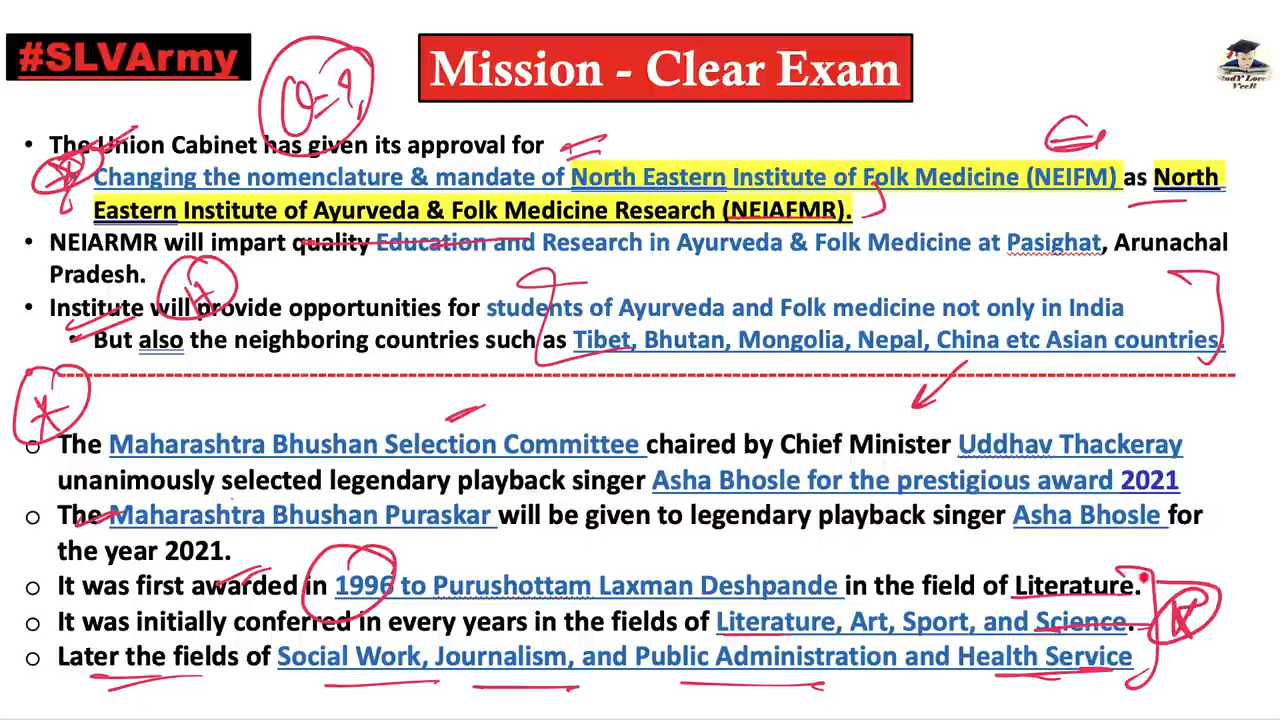 #SLVArmy
Mission - Clear Exam
StudY LoveR
VeeR
• The Union Cabinet has given its approval for
Changing the nomenclature & mandate of North Eastern Institute of Folk Medicine (NEIFM) as North
Eastern Institute of Ayurveda & Folk Medicine Research (NEIAFMR).
• NEIARMR will impart quality Education and Research in Ayurveda & Folk Medicine at Pasighat, Arunachal
Pradesh.
• Institute will provide opportunities for students of Ayurveda and Folk medicine not only in India
But also the neighboring countries such as Tibet, Bhutan, Mongolia, Nepal, China etc Asian countries.
o The Maharashtra Bhushan Selection Committee chaired by Chief Minister Uddhav Thackeray
unanimously selected legendary playback singer Asha Bhosle for the prestigious award 2021
o The Maharashtra Bhushan Puraskar will be given to legendary playback singer Asha Bhosle for
the year 2021.
o It was first awarded in 1996 to Purushottam Laxman Deshpande in the field of Literature.
o It was initially conferred in every years in the fields of Literature, Art, Sport, and Science.
o Later the fields of Social Work, Journalism, and Public Administration and Health Service